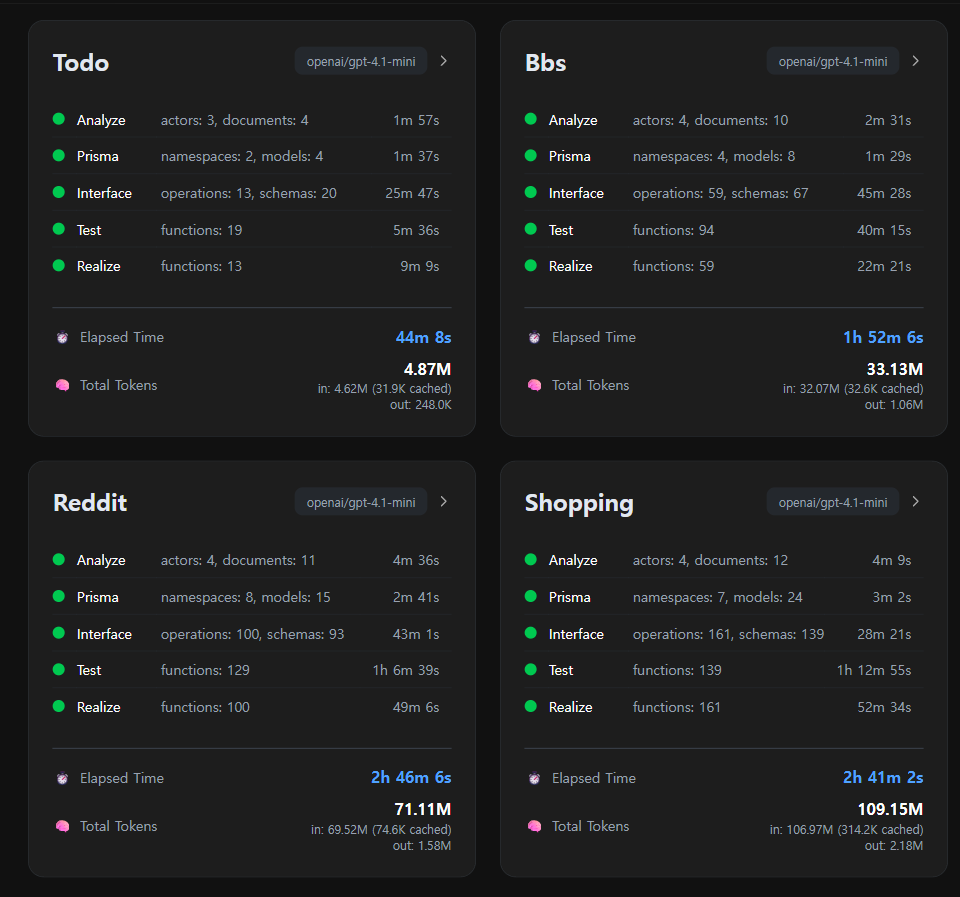 Todo openai/gpt-4.1-mini
Analyze actors: 3, documents: 4 1m 57s
Prisma namespaces: 2, models: 4 1m 37s
Interface operations: 13, schemas: 20 25m 47s
Test functions: 19 5m 36s
Realize functions: 13 9m 9s
Elapsed Time 44m 8s
4.87M
Total Tokens in: 4.62M (31.9K cached)
out: 248.0K
Bbs openai/gpt-4.1-mini
Analyze actors: 4, documents: 10 2m 31s
Prisma namespaces: 4, models: 8 1m 29s
Interface operations: 59, schemas: 67 45m 28s
Test functions: 94 40m 15s
Realize functions: 59 22m 21s
Elapsed Time 1h 52m 6s
33.13M
Total Tokens in: 32.07M (32.6K cached)
out: 1.06M
Reddit openai/gpt-4.1-mini
Analyze actors: 4, documents: 11 4m 36s
Prisma namespaces: 8, models: 15 2m 41s
Interface operations: 100, schemas: 93 43m 1s
Test functions: 129 1h 6m 39s
Realize functions: 100 49m 6s
Elapsed Time 2h 46m 6s
71.11M
Total Tokens in: 69.52M (74.6K cached)
out: 1.58M
Shopping openai/gpt-4.1-mini
Analyze actors: 4, documents: 12 4m 9s
Prisma namespaces: 7, models: 24 3m 2s
Interface operations: 161, schemas: 139 28m 21s
Test functions: 139 1h 12m 55s
Realize functions: 161 52m 34s
Elapsed Time 2h 41m 2s
109.15M
Total Tokens in: 106.97M (314.2K cached)
out: 2.18M